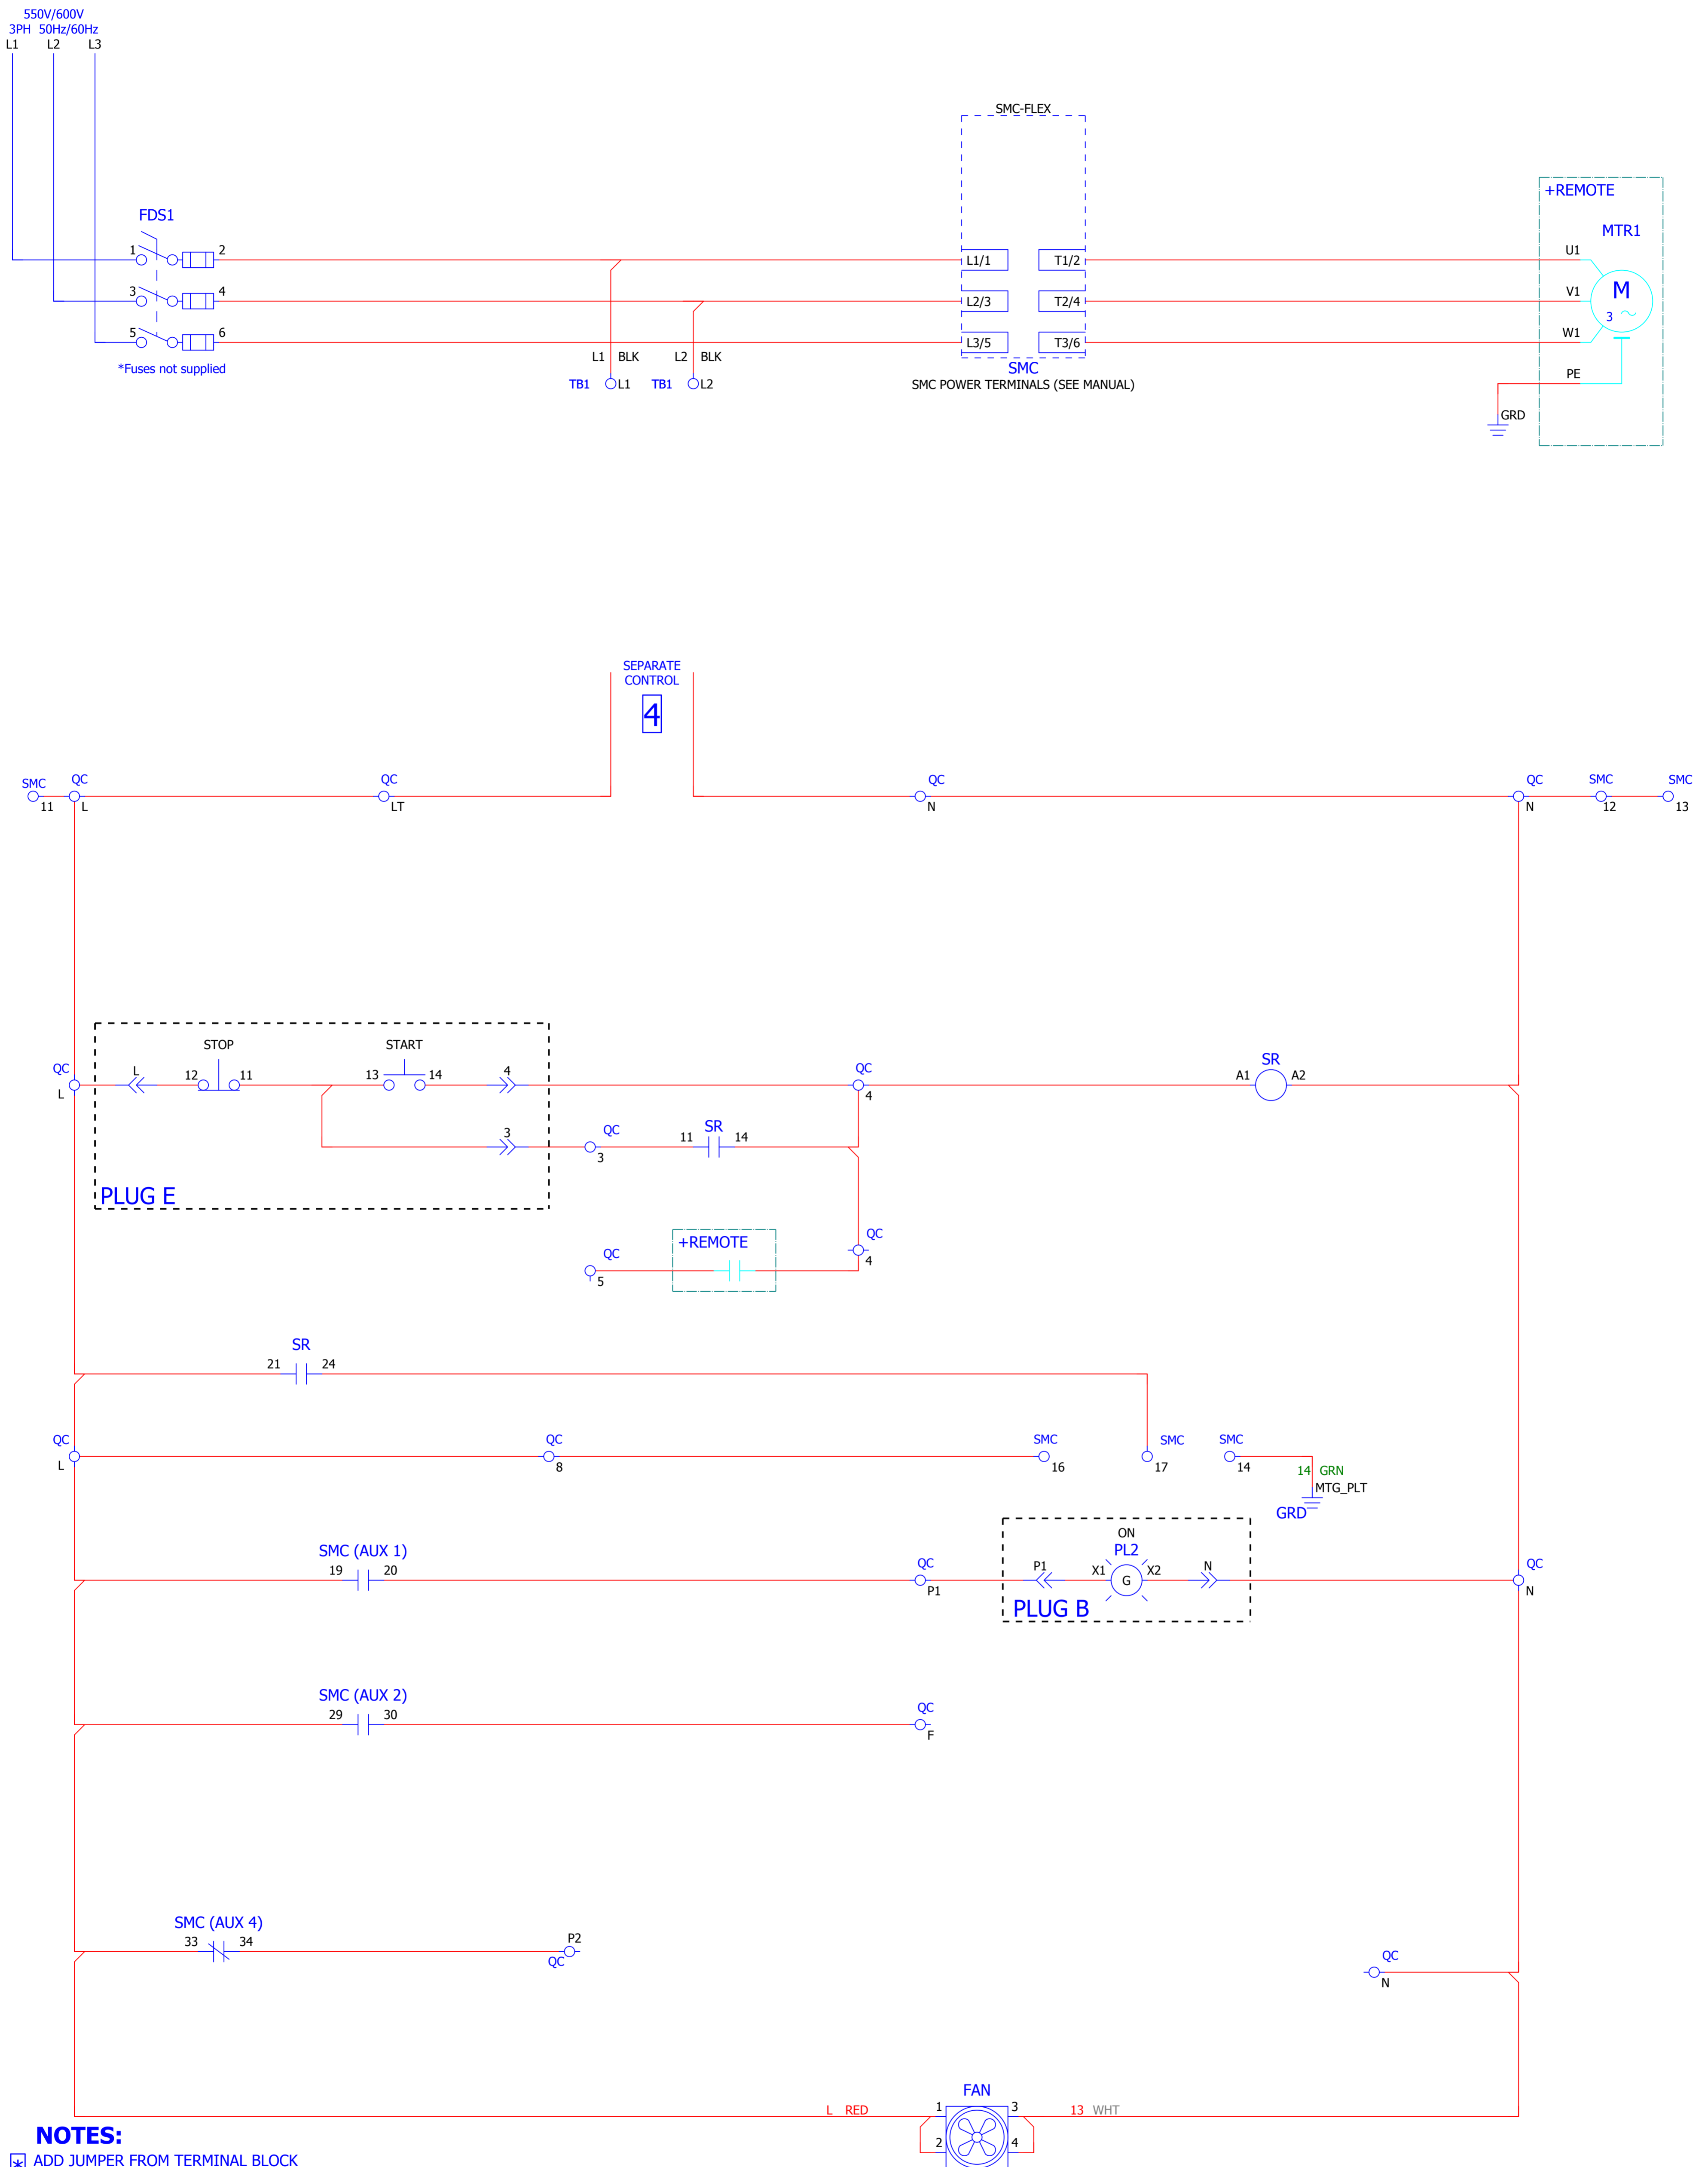 550V/600V
3PH 50Hz/60Hz
L1 L2 L3
SMC-FLEX
+REMOTE
MTR1
FDS1
1 2
3 4
5 6
*Fuses not supplied
L1/1 T1/2
L2/3 T2/4
L3/5 T3/6
SMC
SMC POWER TERMINALS (SEE MANUAL)
U1
V1
W1
PE
M
3
GRD
L1 BLK L2 BLK
TB1 L1 TB1 L2
SEPARATE
CONTROL
4
SMC QC QC QC QC SMC SMC
11 L LT N N 12 13
STOP START
QC L 12 11 13 14 4 QC SR
L 4 A1 A2
3 QC SR
3 11 14
PLUG E
+REMOTE
QC QC
5 4
SR
21 24
QC QC SMC SMC SMC
L 8 16 17 14
14 GRN
MTG_PLT
GRD
SMC (AUX 1)
19 20
QC
P1
ON
PL2
P1 X1 G X2 N
PLUG B
QC
N
SMC (AUX 2)
29 30
QC
F
SMC (AUX 4)
33 34
P2
QC
QC
N
FAN
L RED 1 3 13 WHT
2 4
NOTES:
* ADD JUMPER FROM TERMINAL BLOCK